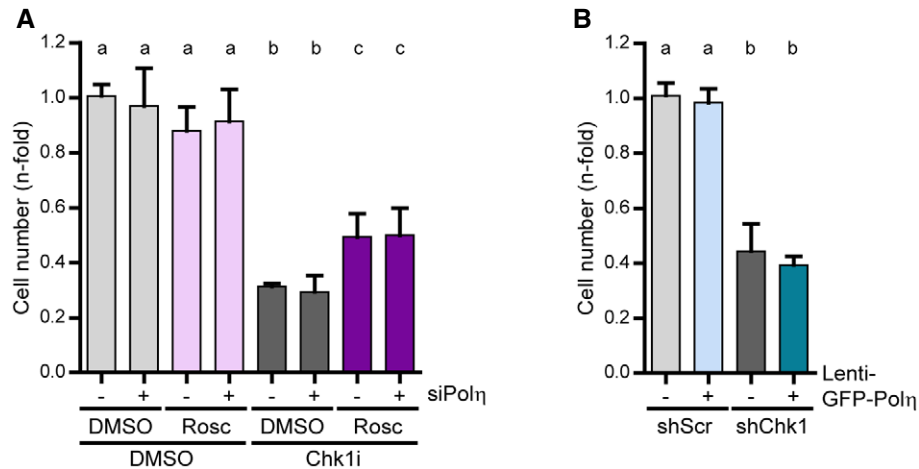 A
Cell number (n-fold)
1.2
1.0
0.8
0.6
0.4
0.2
0.0
a a a a b b c c
- + - + - + - + siPolη
DMSO Rosc DMSO Rosc
DMSO Chk1i
B
Cell number (n-fold)
1.2
1.0
0.8
0.6
0.4
0.2
0.0
a a b b
- + - + Lenti-
GFP-Polη
shScr shChk1